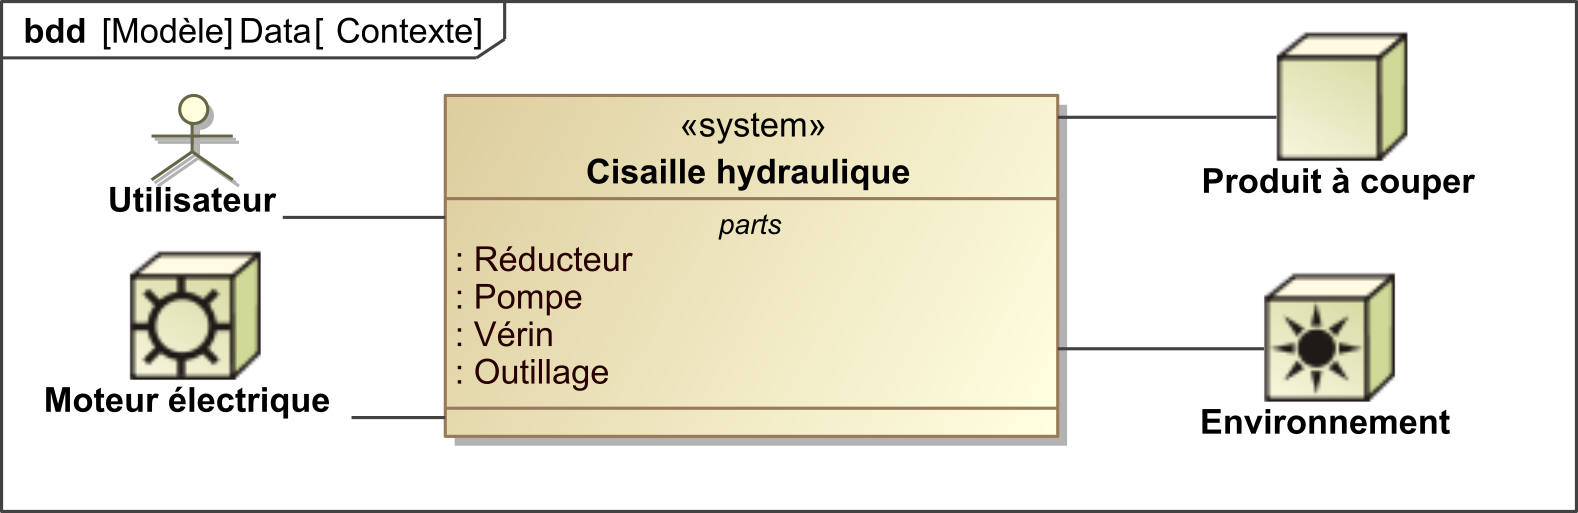 bdd [Modèle] Data[ Contexte]
«system»
Cisaille hydraulique
parts
: Réducteur
: Pompe
: Vérin
: Outillage
Utilisateur
Moteur électrique
Produit à couper
Environnement